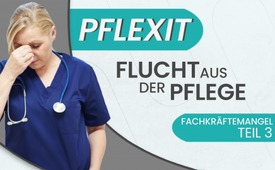 PFLEXIT
FLUCHT AUS
DER PFLEGE
FACHKRÄFTEMANGEL
TEIL 3